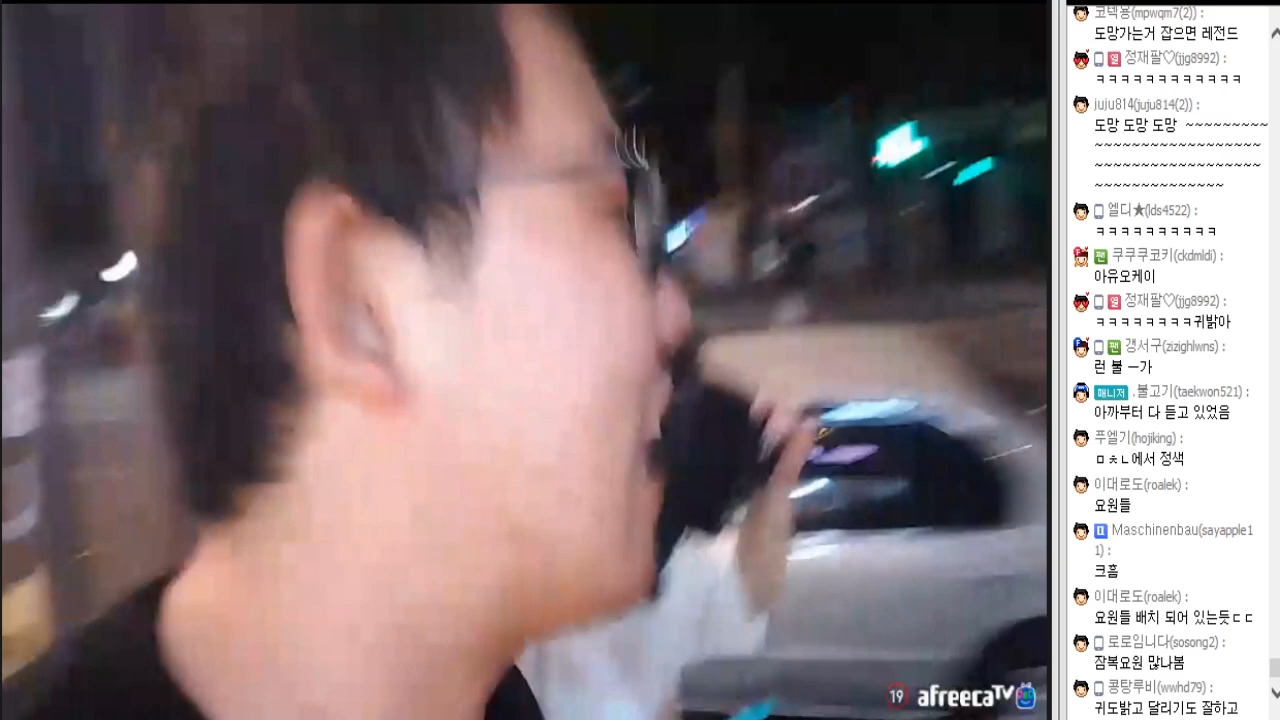 코텍용(mpwqm7(2)) :
도망가는거 잡으면 레전드
열 정재팔♡(jjg8992) :
ㅋㅋㅋㅋㅋㅋㅋㅋㅋㅋㅋㅋ
juju814(juju814(2)) :
도망 도망 도망 ~~~~~~~~~
~~~~~~~~~~~~~~~~~~
~~~~~~~~~~~~~~~~~~
~~~~~~~~~~~~~~
엘디★(lds4522) :
ㅋㅋㅋㅋㅋㅋㅋㅋㅋㅋ
팬 쿠쿠쿠코키(ckdmldi) :
아유오케이
열 정재팔♡(jjg8992) :
ㅋㅋㅋㅋㅋㅋㅋㅋ귀밝아
팬 갱서구(zizighlwns) :
런 불 ㅡ가
매니저 .불고기(taekwon521) :
아까부터 다 듣고 있었음
푸엘기(hojiking) :
ㅁㅊㄴ에서 정색
이대로도(roalek) :
요원들
Maschinenbau(sayapple1
1) :
크흠
이대로도(roalek) :
요원들 배치 되어 있는듯ㄷㄷ
로로입니다(sosong2) :
잠복요원 많나봄
콩탕루비(wwhd79) :
귀도밝고 달리기도 잘하고
19 afreecaTV